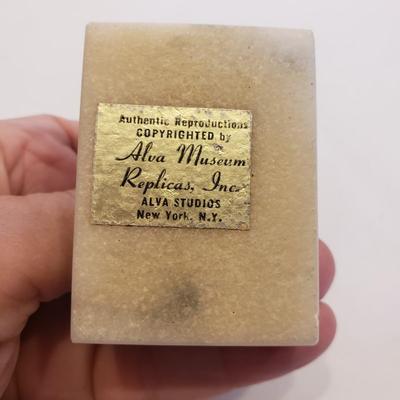 Authentic Reproductions
COPYRIGHTED by
Alva Museum
Replicas, Inc.
ALVA STUDIOS
New York, N.Y.